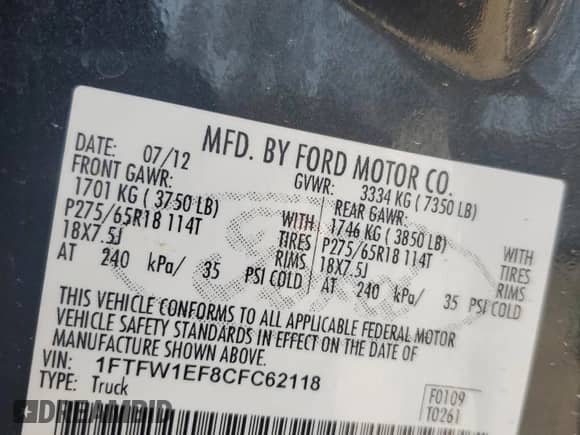 MFD. BY FORD MOTOR CO.
DATE: 07/12 GVWR: 3334 KG ( 7350 LB)
FRONT GAWR: REAR GAWR:
1701 KG ( 3750 LB) WITH 1746 KG ( 3850 LB) WITH
P275/65R18 114T TIRES P275/65R18 114T TIRES
18X7.5J RIMS 18X7.5J RIMS
AT 240 kPa/ 35 PSI COLD AT 240 kPa/ 35 PSI COLD
THIS VEHICLE CONFORMS TO ALL APPLICABLE FEDERAL MOTOR
VEHICLE SAFETY STANDARDS IN EFFECT ON THE DATE OF
MANUFACTURE SHOWN ABOVE.
VIN: 1FTFW1EF8CFC62118
TYPE: Truck
F0109
T0261
DREAMBID